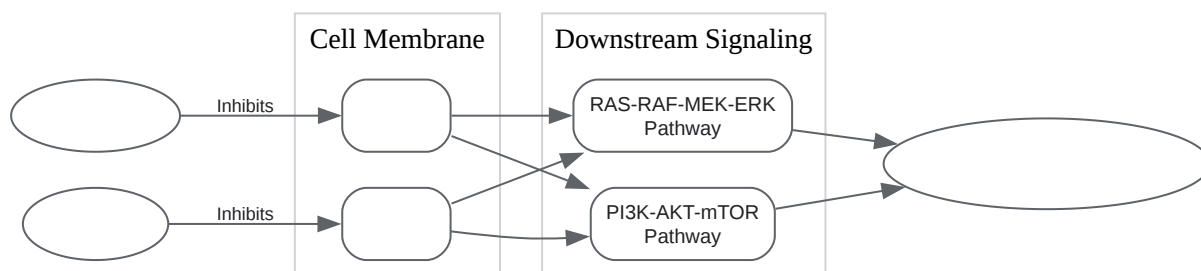 Cell Membrane
Downstream Signaling
Inhibits
RAS-RAF-MEK-ERK
Pathway
Inhibits
PI3K-AKT-mTOR
Pathway